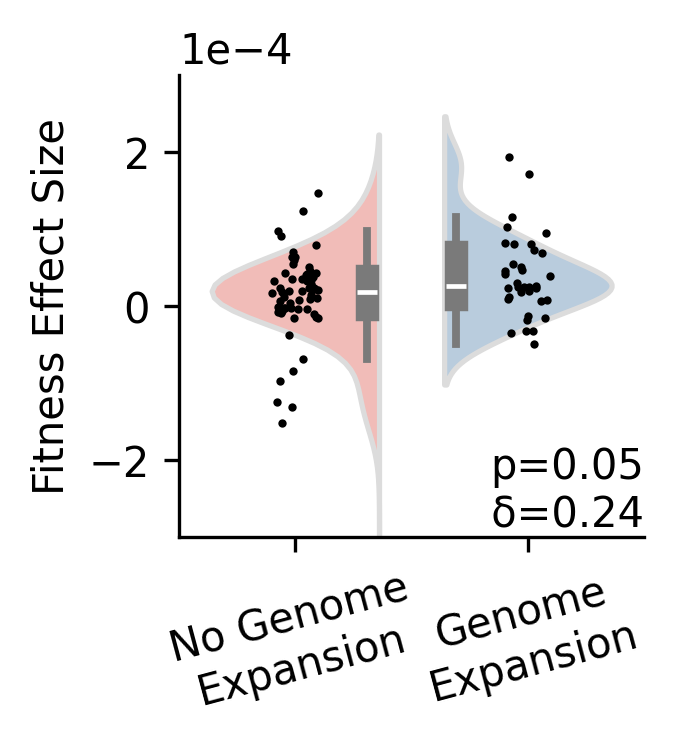 1e−4
Fitness Effect Size
2
0
−2
p=0.05
δ=0.24
No Genome
Expansion
Genome
Expansion